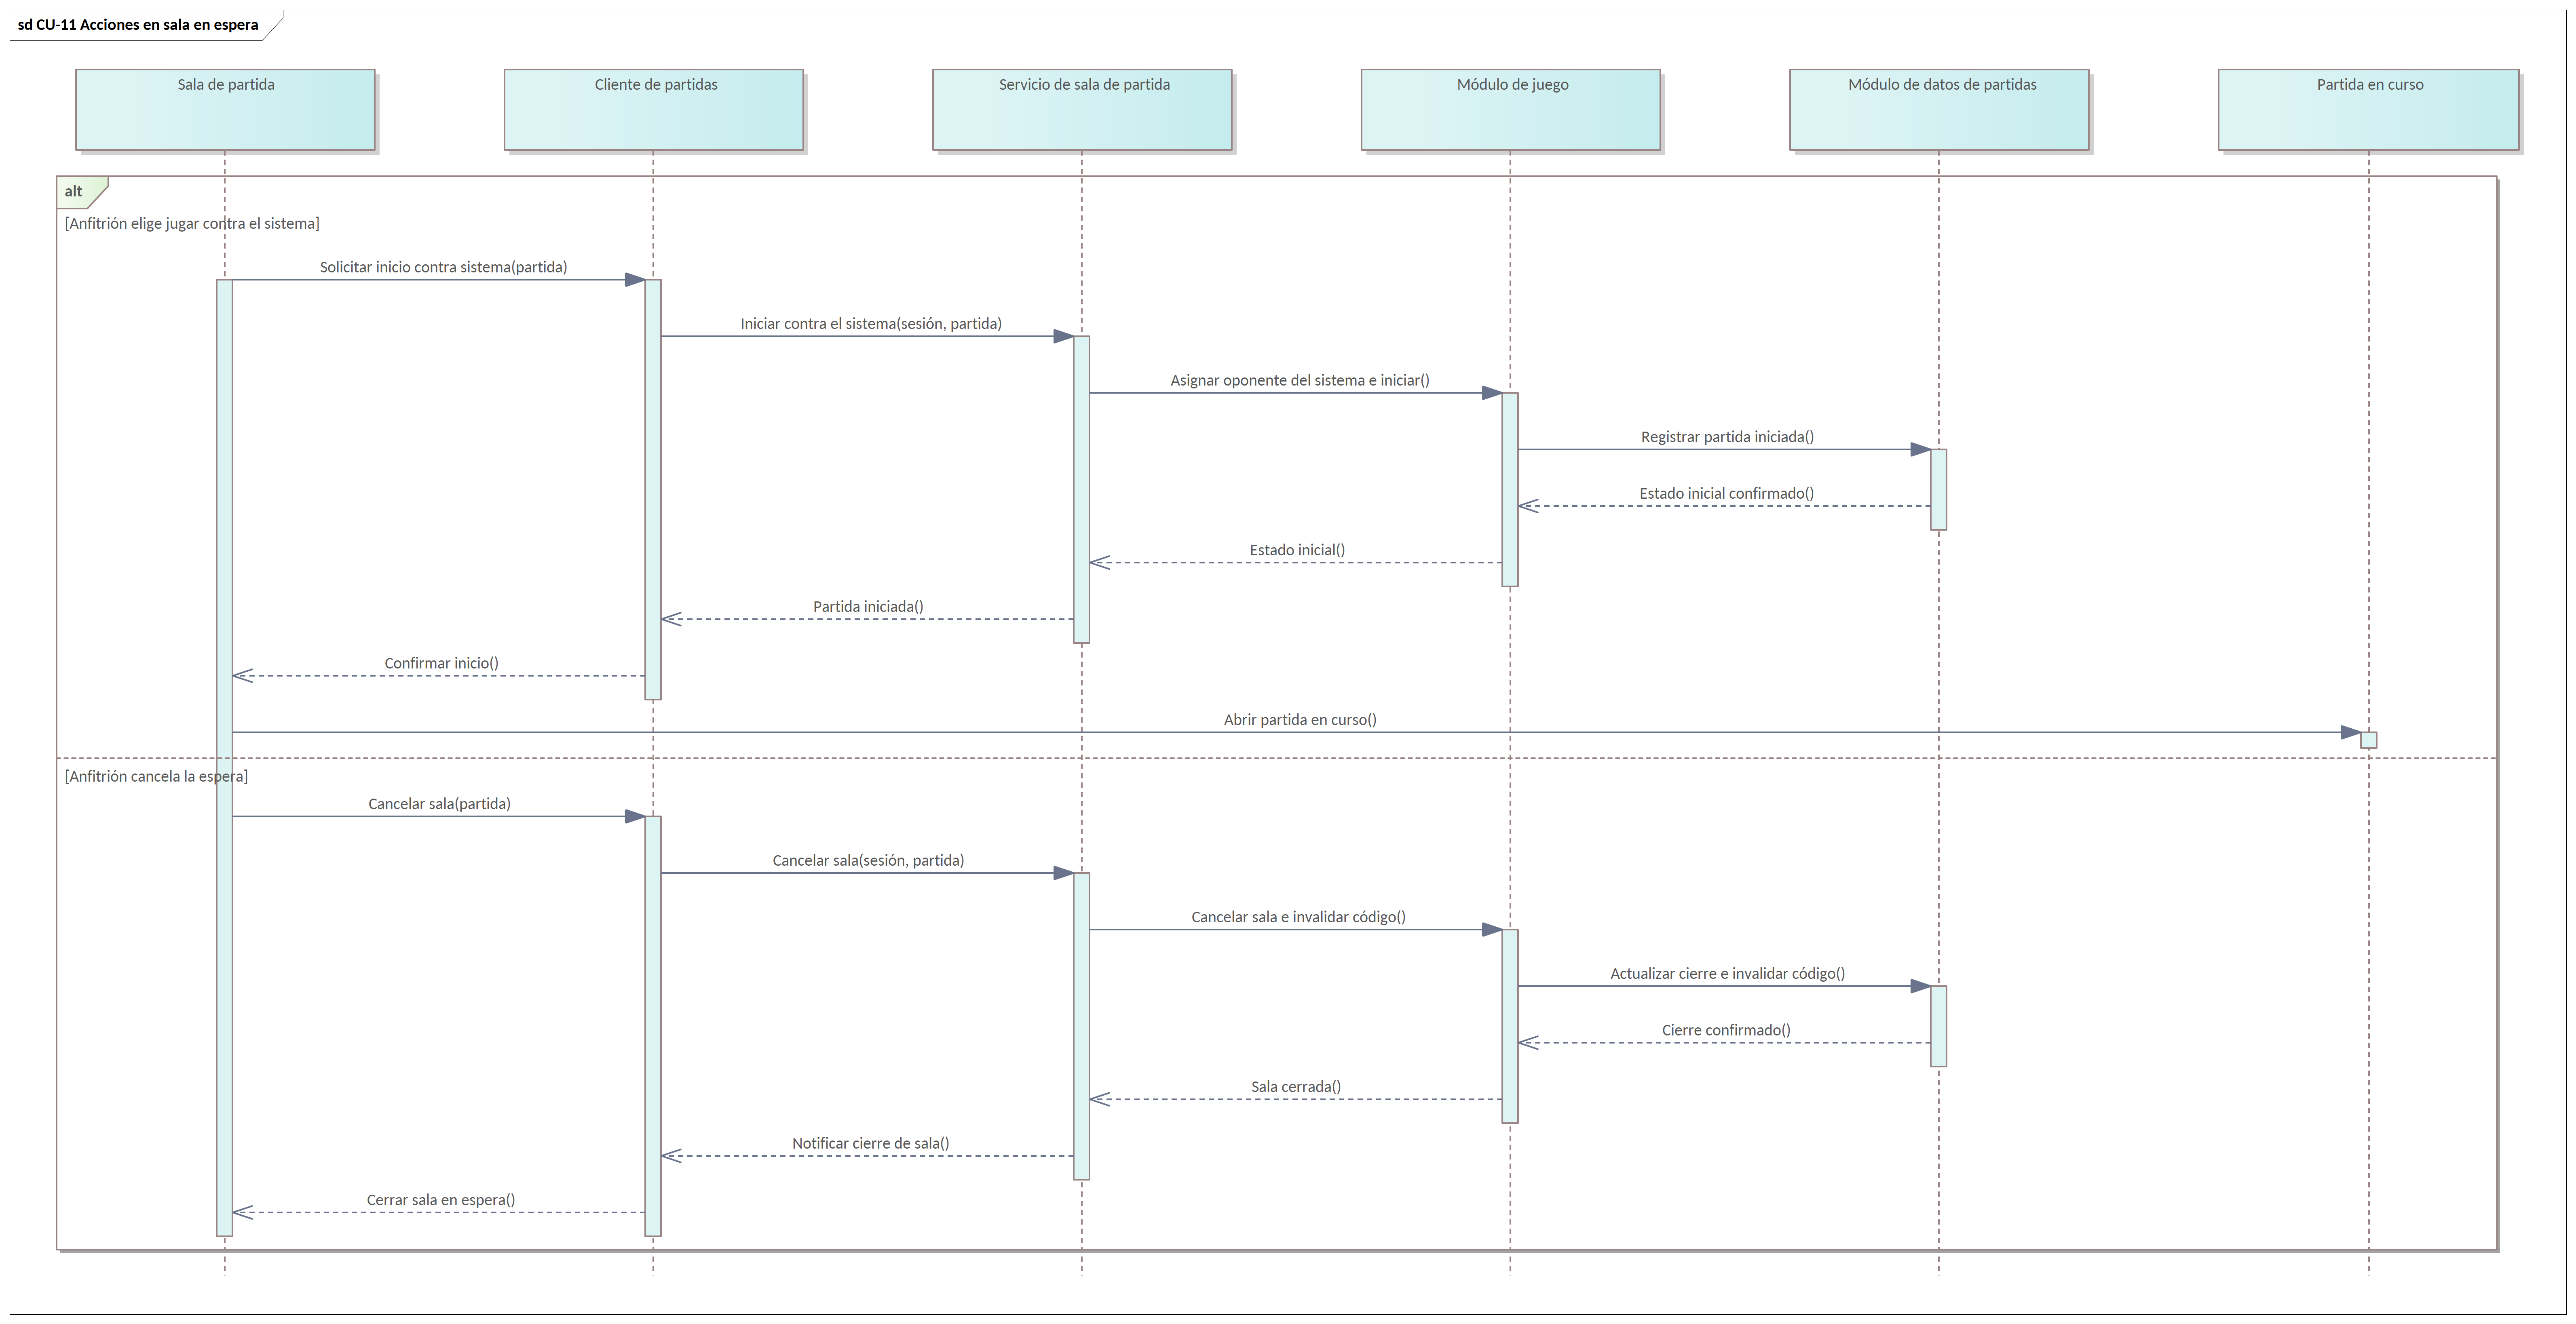 sd CU-11 Acciones en sala en espera
Sala de partida
Cliente de partidas
Servicio de sala de partida
Módulo de juego
Módulo de datos de partidas
Partida en curso
alt
[Anfitrión elige jugar contra el sistema]
Solicitar inicio contra sistema(partida)
Iniciar contra el sistema(sesión, partida)
Asignar oponente del sistema e iniciar()
Registrar partida iniciada()
Estado inicial confirmado()
Estado inicial()
Partida iniciada()
Confirmar inicio()
Abrir partida en curso()
[Anfitrión cancela la espera]
Cancelar sala(partida)
Cancelar sala(sesión, partida)
Cancelar sala e invalidar código()
Actualizar cierre e invalidar código()
Cierre confirmado()
Sala cerrada()
Notificar cierre de sala()
Cerrar sala en espera()